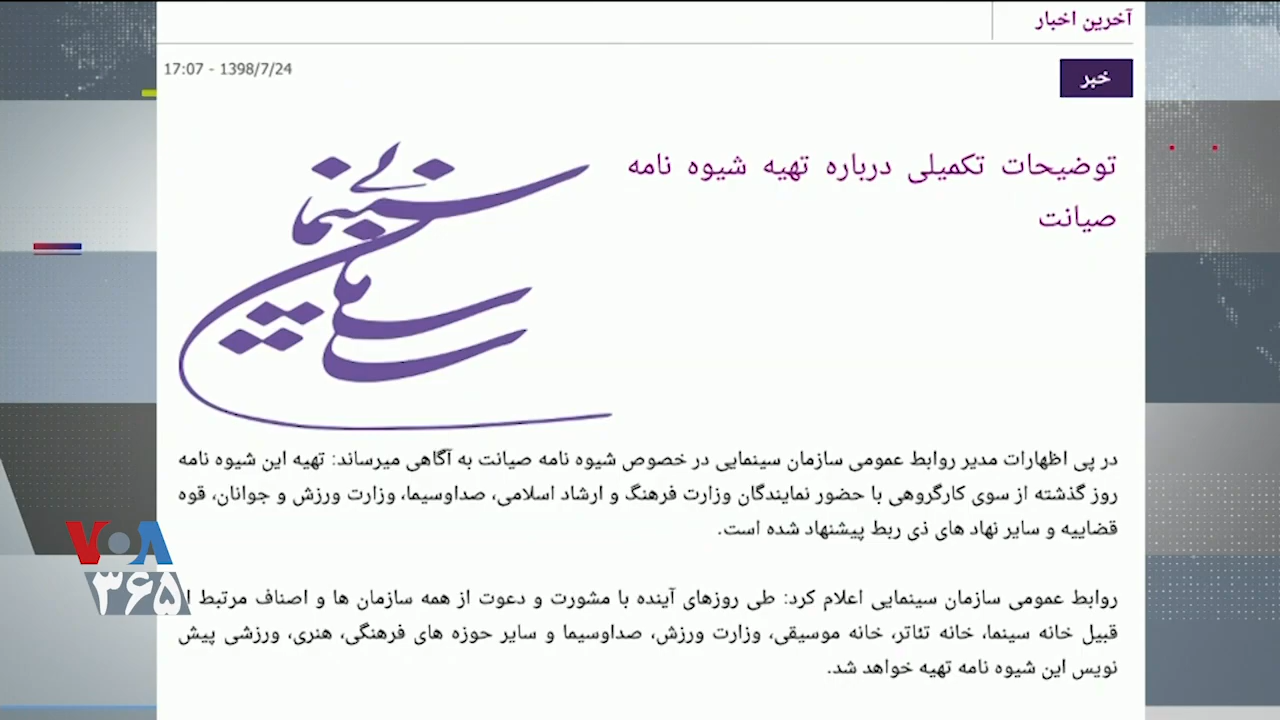 آخرین اخبار
خبر
17:07 - 1398/7/24
توضیحات تکمیلی درباره تهیه شیوه نامه
صیانت
سازمان سینمایی
در پی اظهارات مدیر روابط عمومی سازمان سینمایی در خصوص شیوه نامه صیانت به آگاهی میرساند: تهیه این شیوه نامه
روز گذشته از سوی کارگروهی با حضور نمایندگان وزارت فرهنگ و ارشاد اسلامی، صداوسیما، وزارت ورزش و جوانان، قوه
قضاییه و سایر نهاد های ذی ربط پیشنهاد شده است.
روابط عمومی سازمان سینمایی اعلام کرد: طی روزهای آینده با مشورت و دعوت از همه سازمان ها و اصناف مرتبط
قبیل خانه سینما، خانه تئاتر، خانه موسیقی، وزارت ورزش، صداوسیما و سایر حوزه های فرهنگی، هنری، ورزشی پیش
نویس این شیوه نامه تهیه خواهد شد.
VOA
۳۶۵